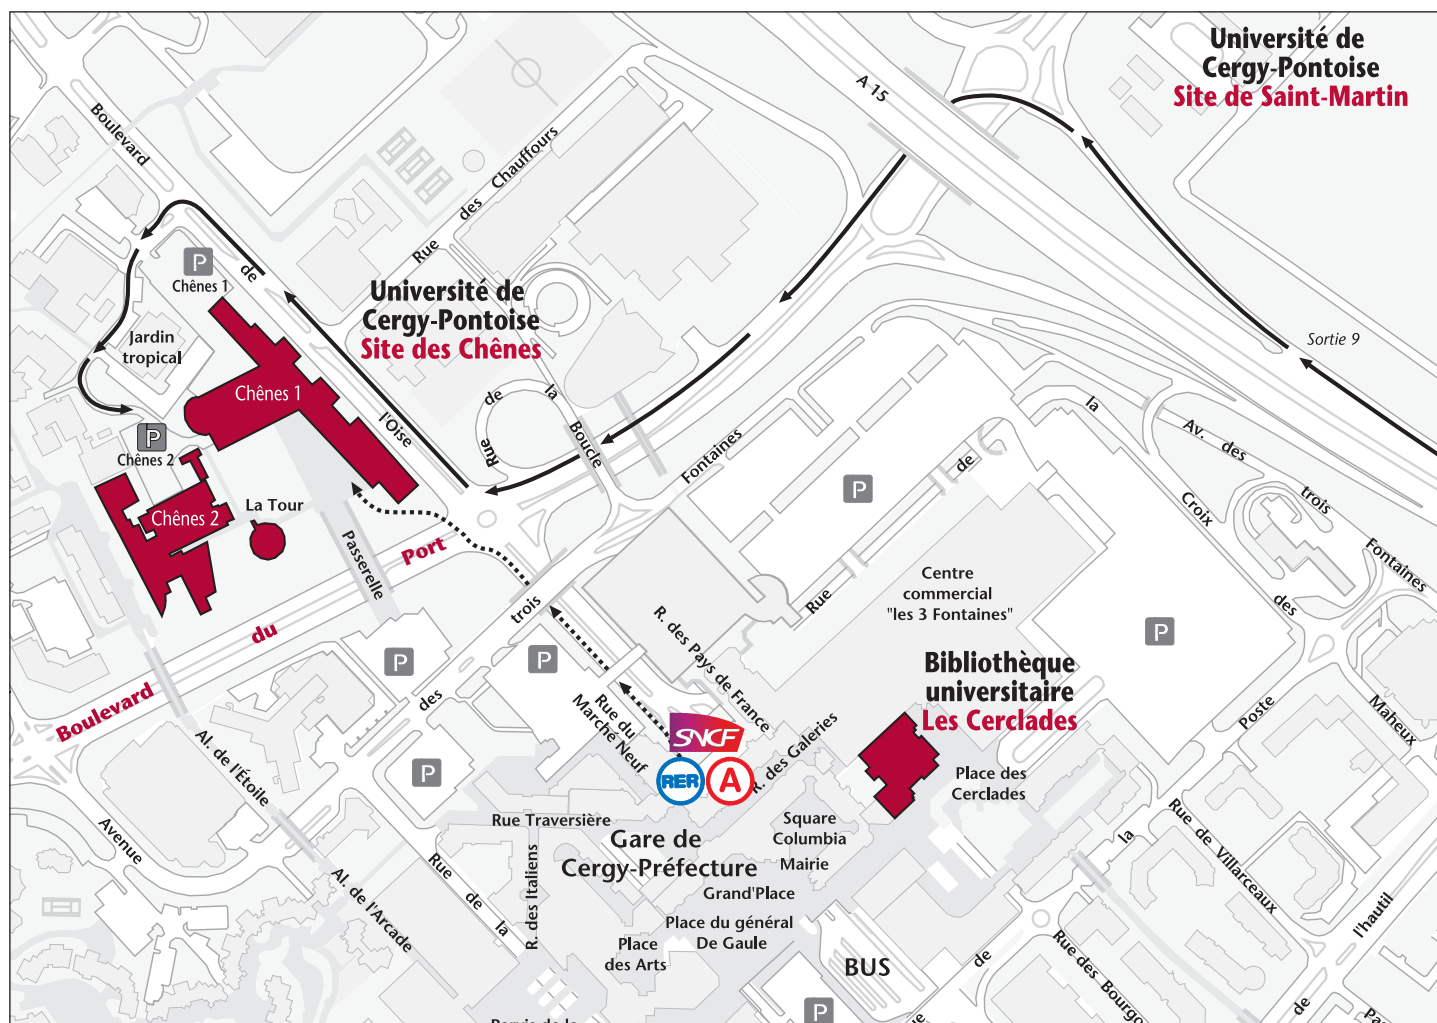 Université de
Cergy-Pontoise
Site de Saint-Martin
A 15
Boulevard
de
l'Oise
Rue
des
Chauffours
P
Chênes 1
Université de
Cergy-Pontoise
Site des Chênes
Sortie 9
Jardin
tropical
Chênes 1
P
Chênes 2
Chênes 2
La Tour
Passerelle
Rue
de
la
Boucle
Boulevard
du
Port
trois
Fontaines
des
P
Rue
de
la
Croix
des
Maheux
Av.
des
trois
Fontaines
Centre
commercial
"les 3 Fontaines"
P
P
P
R. des Pays de France
Bibliothèque
universitaire
Les Cerclades
Rue du
Marché Neuf
SNCF
RER
A
R. des Galeries
P
Place des
Cerclades
Poste
la
de
Al. de l'Étoile
Avenue
Al. de l'Arcade
Rue
de
la
Rue Traversière
R. des Italiens
Gare de
Cergy-Préfecture
Square
Columbia
Mairie
Grand'Place
Place du général
De Gaule
Place
des Arts
BUS
P
Rue de Villarceaux
Rue des Bourgo
l'hautil
de
Parvis de la